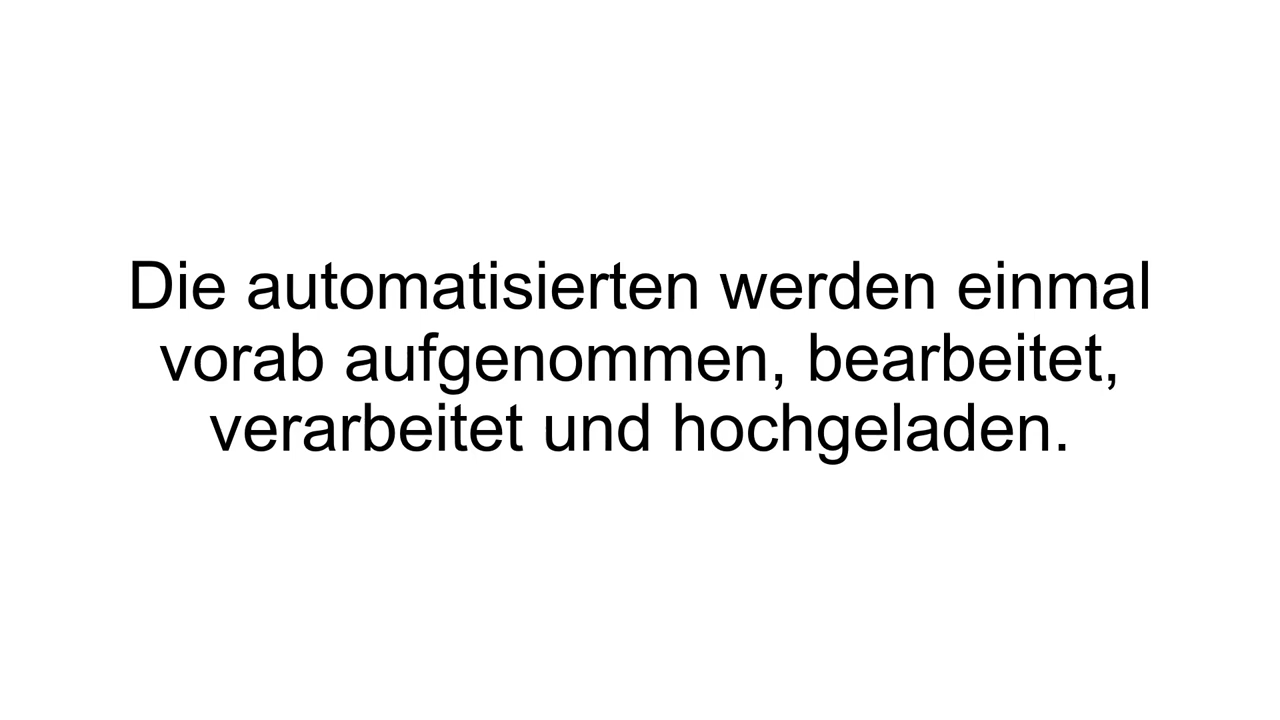 Die automatisierten werden einmal
vorab aufgenommen, bearbeitet,
verarbeitet und hochgeladen.